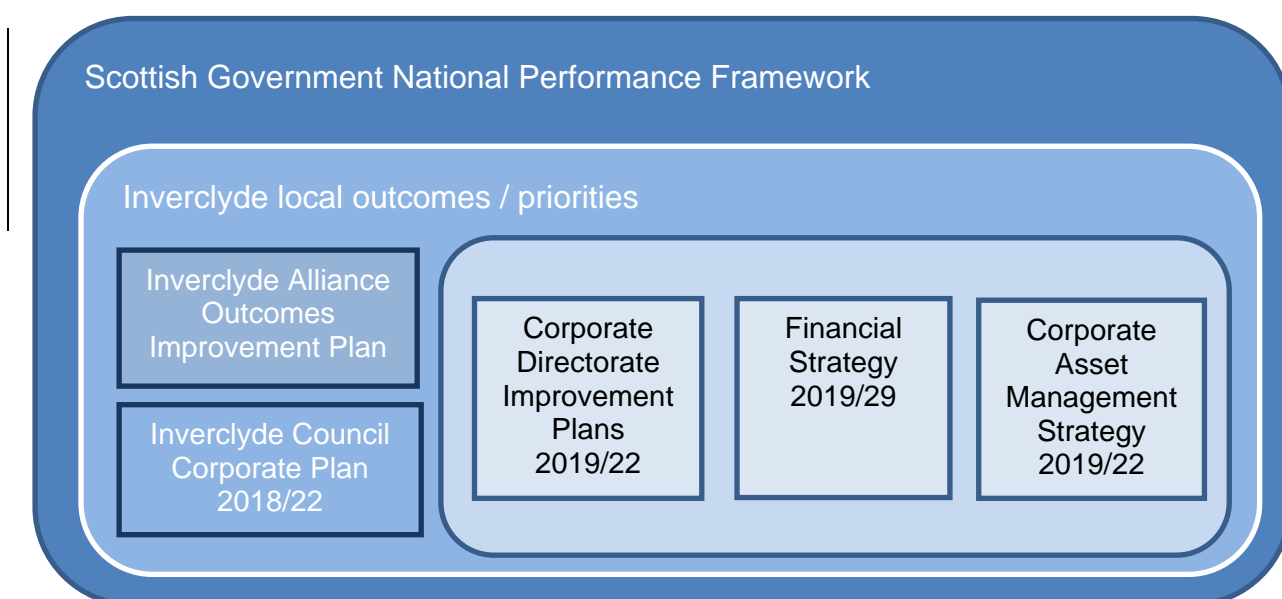 Scottish Government National Performance Framework
Inverclyde local outcomes / priorities
Inverclyde Alliance
Outcomes
Improvement Plan
Inverclyde Council
Corporate Plan
2018/22
Corporate
Directorate
Improvement
Plans
2019/22
Financial
Strategy
2019/29
Corporate
Asset
Management
Strategy
2019/22